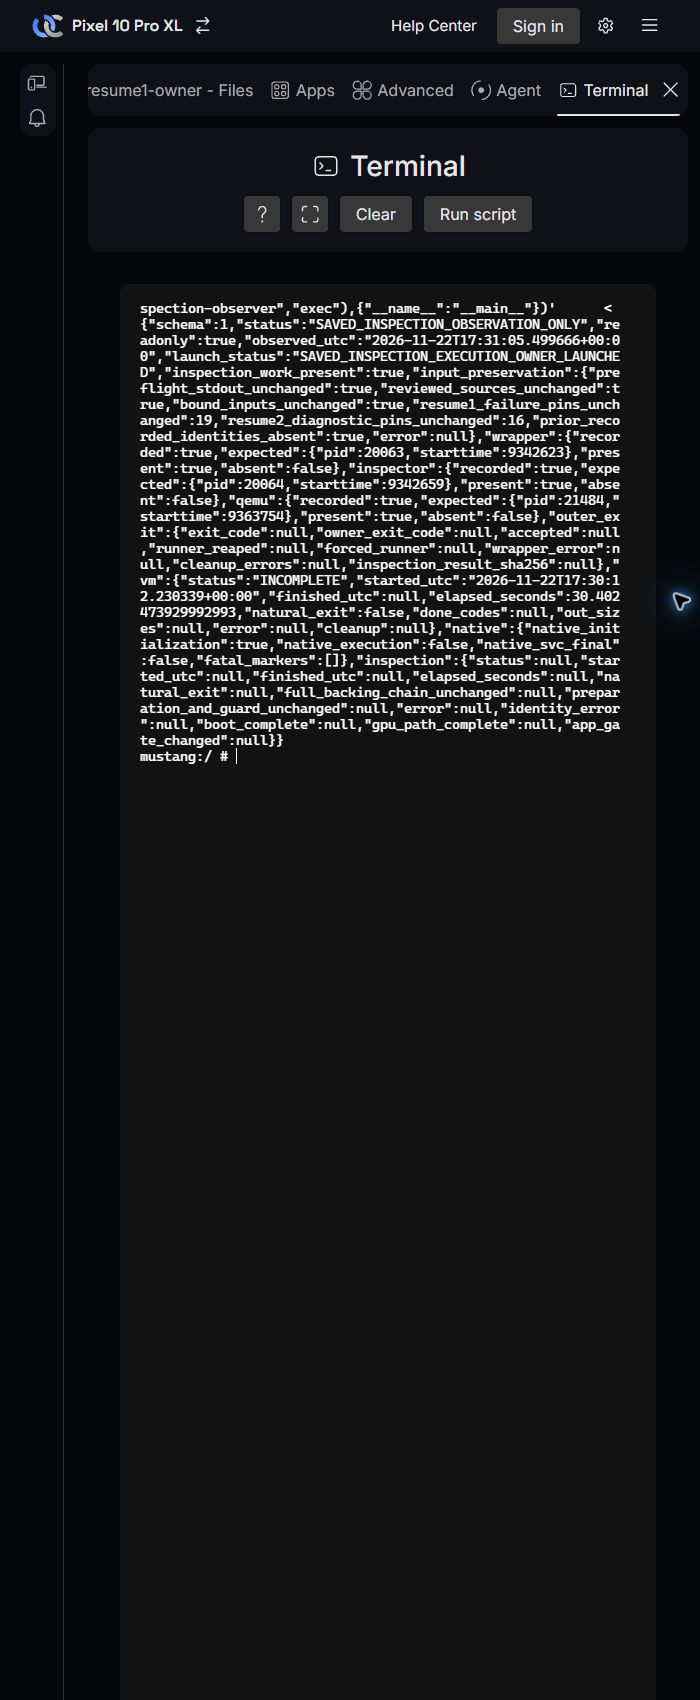 Pixel 10 Pro XL
Help Center
Sign in
resume1-owner - Files
Apps
Advanced
Agent
Terminal
Terminal
?
Clear
Run script
spection-observer","exec"),{"__name__":"__main__"})' <
{"schema":1,"status":"SAVED_INSPECTION_OBSERVATION_ONLY","re
adonly":true,"observed_utc":"2026-11-22T17:31:05.499666+00:0
0","launch_status":"SAVED_INSPECTION_EXECUTION_OWNER_LAUNCHE
D","inspection_work_present":true,"input_preservation":{"pre
flight_stdout_unchanged":true,"reviewed_sources_unchanged":t
rue,"bound_inputs_unchanged":true,"resume1_failure_pins_unch
anged":19,"resume2_diagnostic_pins_unchanged":16,"prior_reco
rded_identities_absent":true,"error":null},"wrapper":{"recor
ded":true,"expected":{"pid":20063,"starttime":9342623},"pres
ent":true,"absent":false},"inspector":{"recorded":true,"expe
cted":{"pid":20064,"starttime":9342659},"present":true,"abse
nt":false},"qemu":{"recorded":true,"expected":{"pid":21484,"
starttime":9363754},"present":true,"absent":false},"outer_ex
it":{"exit_code":null,"owner_exit_code":null,"accepted":null
,"runner_reaped":null,"forced_runner":null,"wrapper_error":n
ull,"cleanup_errors":null,"inspection_result_sha256":null},"
vm":{"status":"INCOMPLETE","started_utc":"2026-11-22T17:30:1
2.230339+00:00","finished_utc":null,"elapsed_seconds":30.402
473929992993,"natural_exit":false,"done_codes":null,"out_siz
es":null,"error":null,"cleanup":null},"native":{"native_init
ialization":true,"native_execution":false,"native_svc_final"
:false,"fatal_markers":[]},"inspection":{"status":null,"star
ted_utc":null,"finished_utc":null,"elapsed_seconds":null,"na
tural_exit":null,"full_backing_chain_unchanged":null,"prepar
ation_and_guard_unchanged":null,"error":null,"identity_error
":null,"boot_complete":null,"gpu_path_complete":null,"app_ga
te_changed":null}}
mustang:/ #